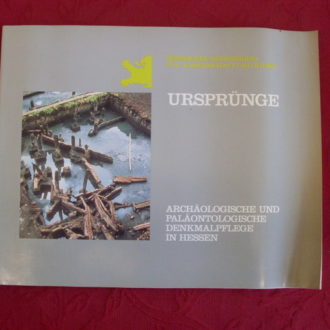 URSPRÜNGE
ARCHÄOLOGISCHE UND
PALÄONTOLOGISCHE
DENKMALPFLEGE
IN HESSEN